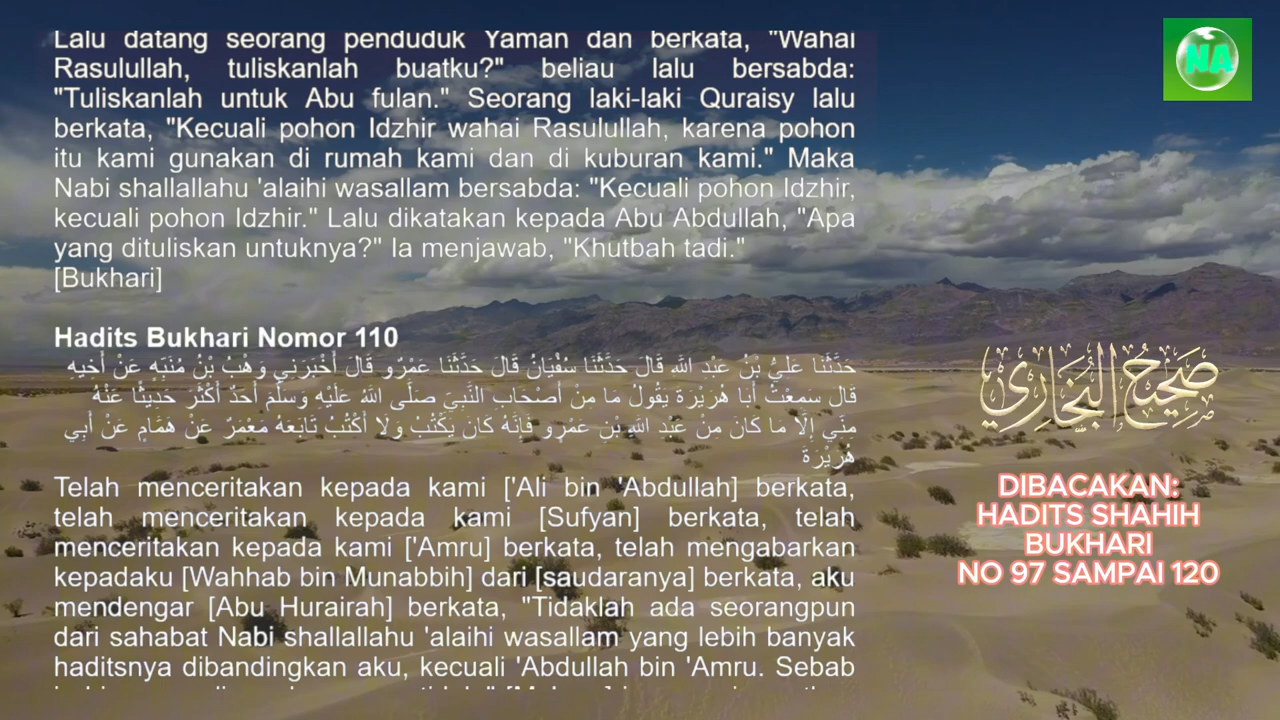 Lalu datang seorang penduduk Yaman dan berkata, "Wahai
Rasulullah, tuliskanlah buatku?" beliau lalu bersabda:
"Tuliskanlah untuk Abu fulan." Seorang laki-laki Quraisy lalu
berkata, "Kecuali pohon Idzhir wahai Rasulullah, karena pohon
itu kami gunakan di rumah kami dan di kuburan kami." Maka
Nabi shallallahu 'alaihi wasallam bersabda: "Kecuali pohon Idzhir,
kecuali pohon Idzhir." Lalu dikatakan kepada Abu Abdullah, "Apa
yang dituliskan untuknya?" Ia menjawab, "Khutbah tadi."
[Bukhari]
Hadits Bukhari Nomor 110
حَدَّثَنَا عَلِيُّ بْنُ عَبْدِ اللَّهِ قَالَ حَدَّثَنَا سُفْيَانُ قَالَ حَدَّثَنَا عَمْرٌو قَالَ أَخْبَرَنِي وَهْبُ بْنُ مُنَبِّهٍ عَنْ أَخِيهِ
قَالَ سَمِعْتُ أَبَا هُرَيْرَةَ يَقُولُ مَا مِنْ أَصْحَابِ النَّبِيِّ صَلَّى اللَّهُ عَلَيْهِ وَسَلَّمَ أَحَدٌ أَكْثَرَ حَدِيثًا عَنْهُ
مِنِّي إِلَّا مَا كَانَ مِنْ عَبْدِ اللَّهِ بْنِ عَمْرٍو فَإِنَّهُ كَانَ يَكْتُبُ وَلَا أَكْتُبُ تَابَعَهُ مَعْمَرٌ عَنْ هَمَّامٍ عَنْ أَبِي
هُرَيْرَةَ
Telah menceritakan kepada kami ['Ali bin 'Abdullah] berkata,
telah menceritakan kepada kami [Sufyan] berkata, telah
menceritakan kepada kami ['Amru] berkata, telah mengabarkan
kepadaku [Wahhab bin Munabbih] dari [saudaranya] berkata, aku
mendengar [Abu Hurairah] berkata, "Tidaklah ada seorangpun
dari sahabat Nabi shallallahu 'alaihi wasallam yang lebih banyak
haditsnya dibandingkan aku, kecuali 'Abdullah bin 'Amru. Sebab
NA
صَحِيحُ البُخَارِي
DIBACAKAN:
HADITS SHAHIH
BUKHARI
NO 97 SAMPAI 120